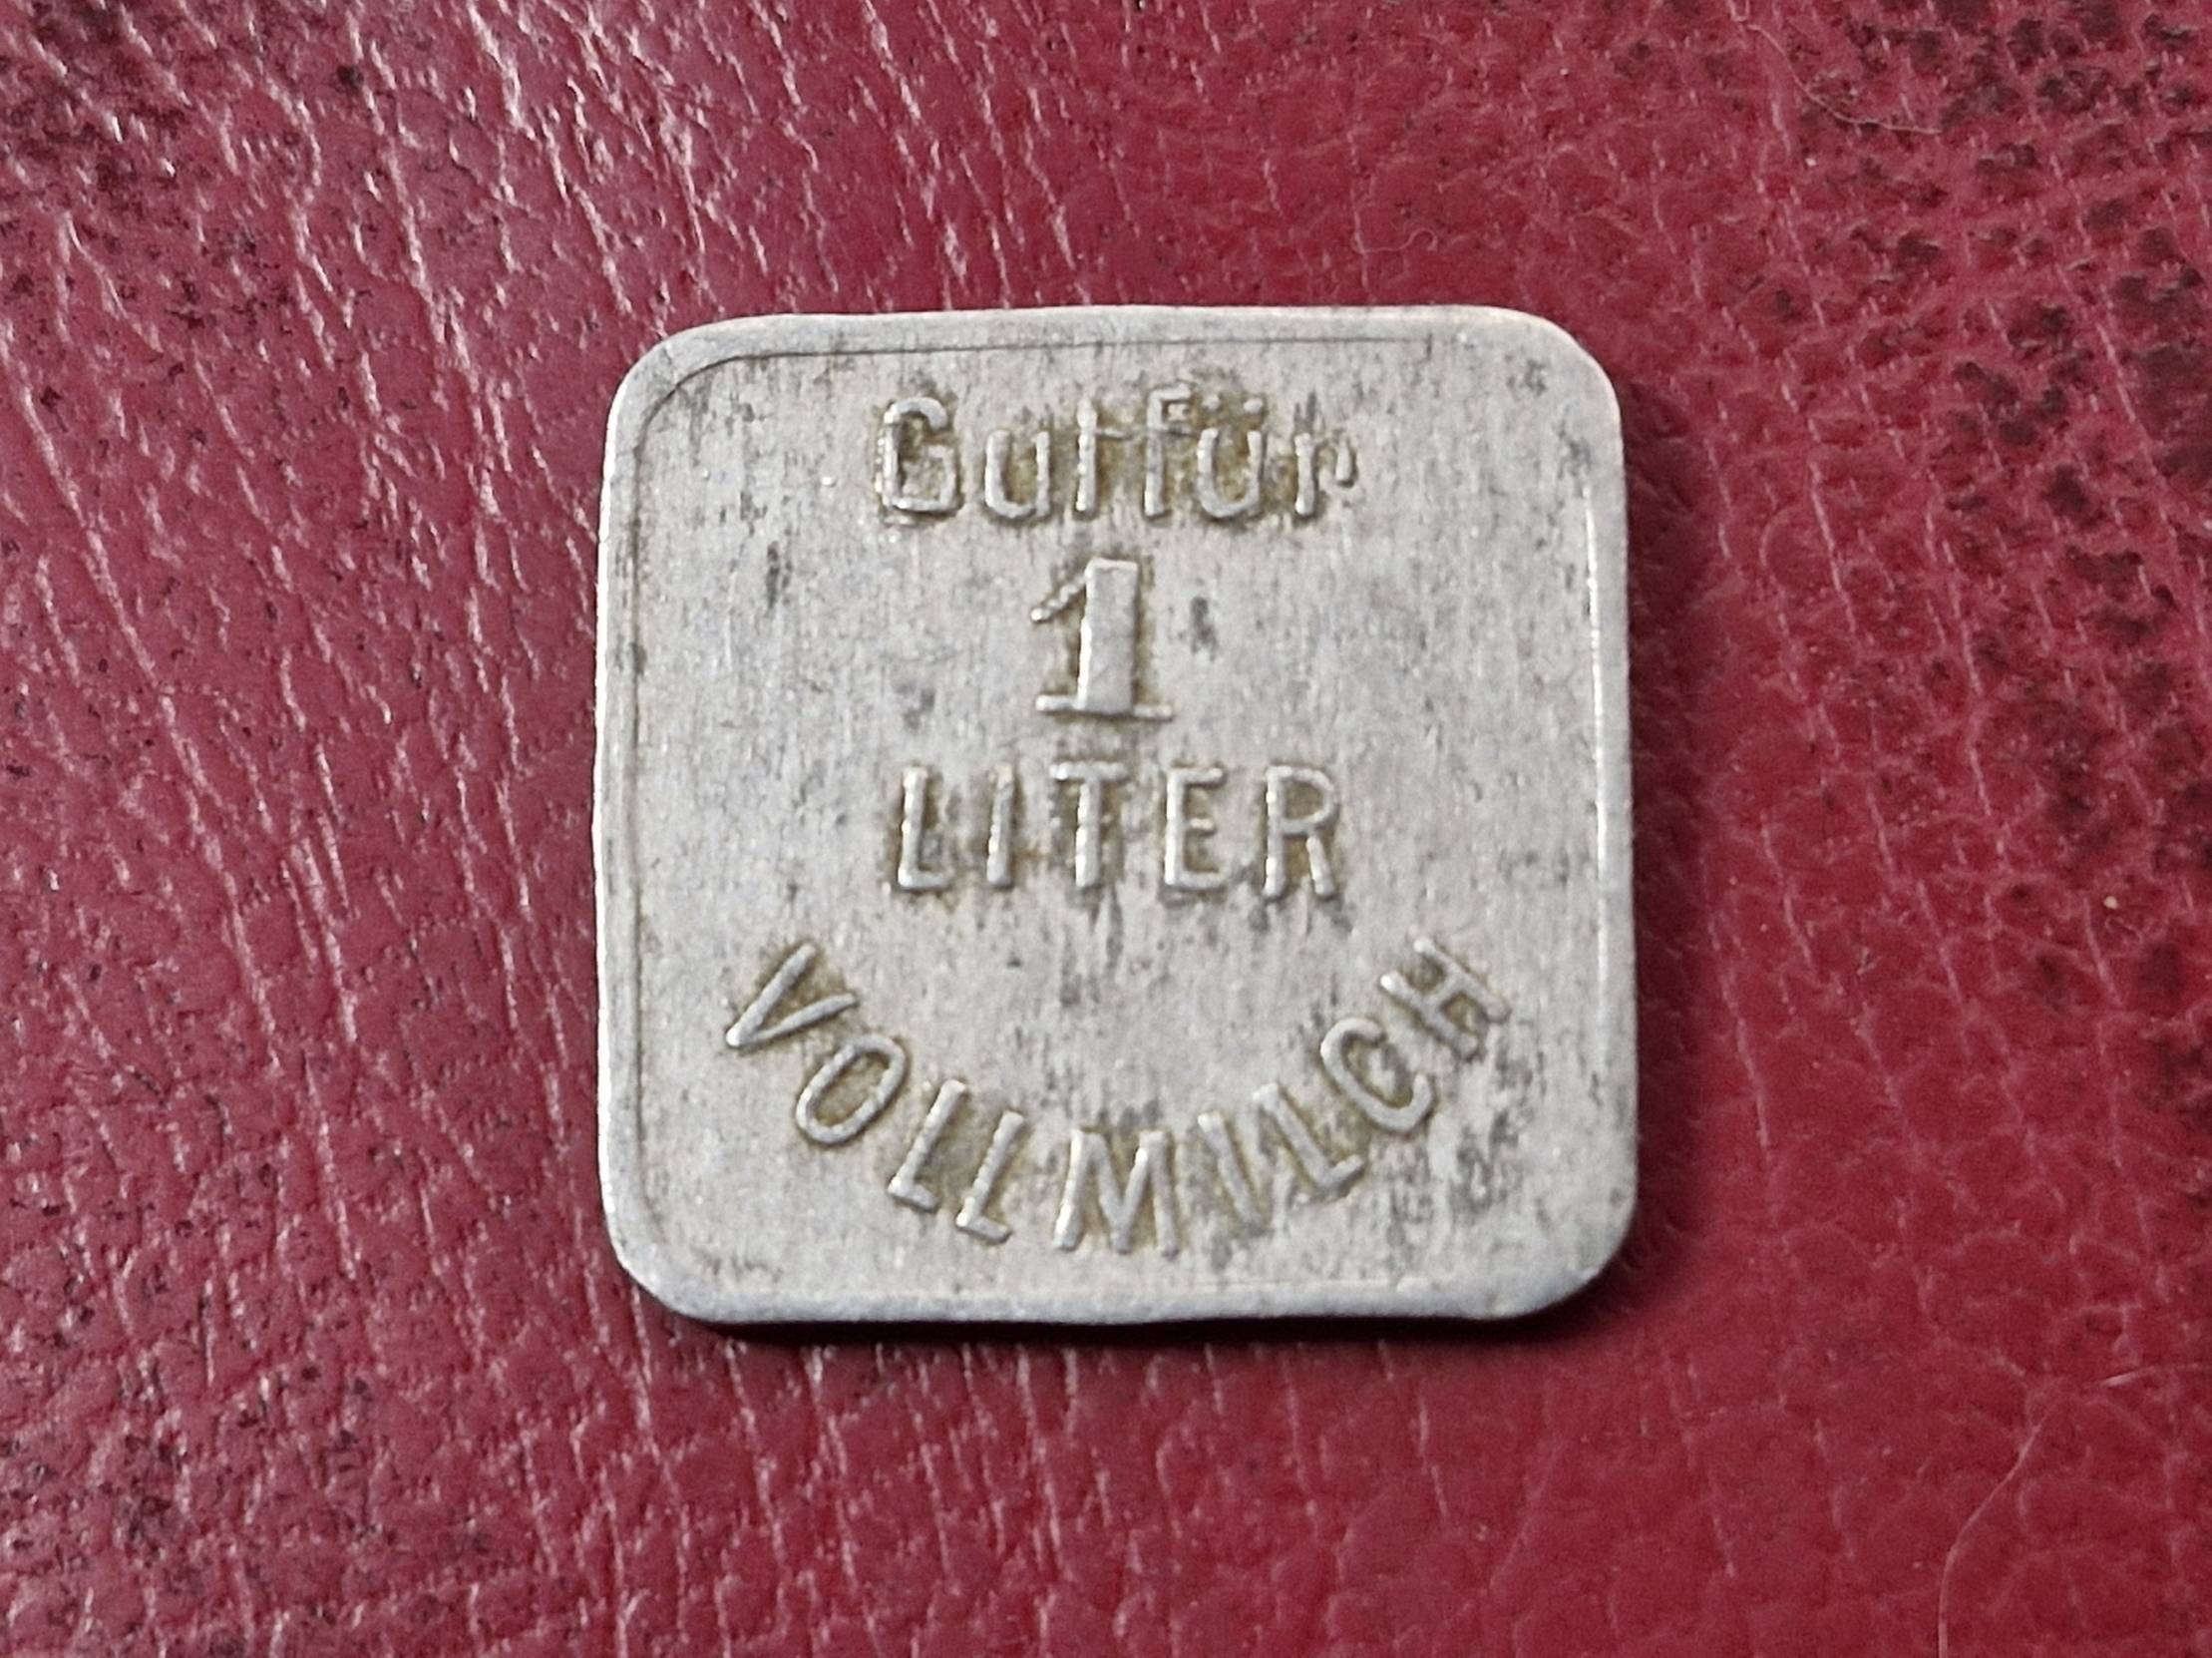 Gut für
1
LITER
VOLLMILCH